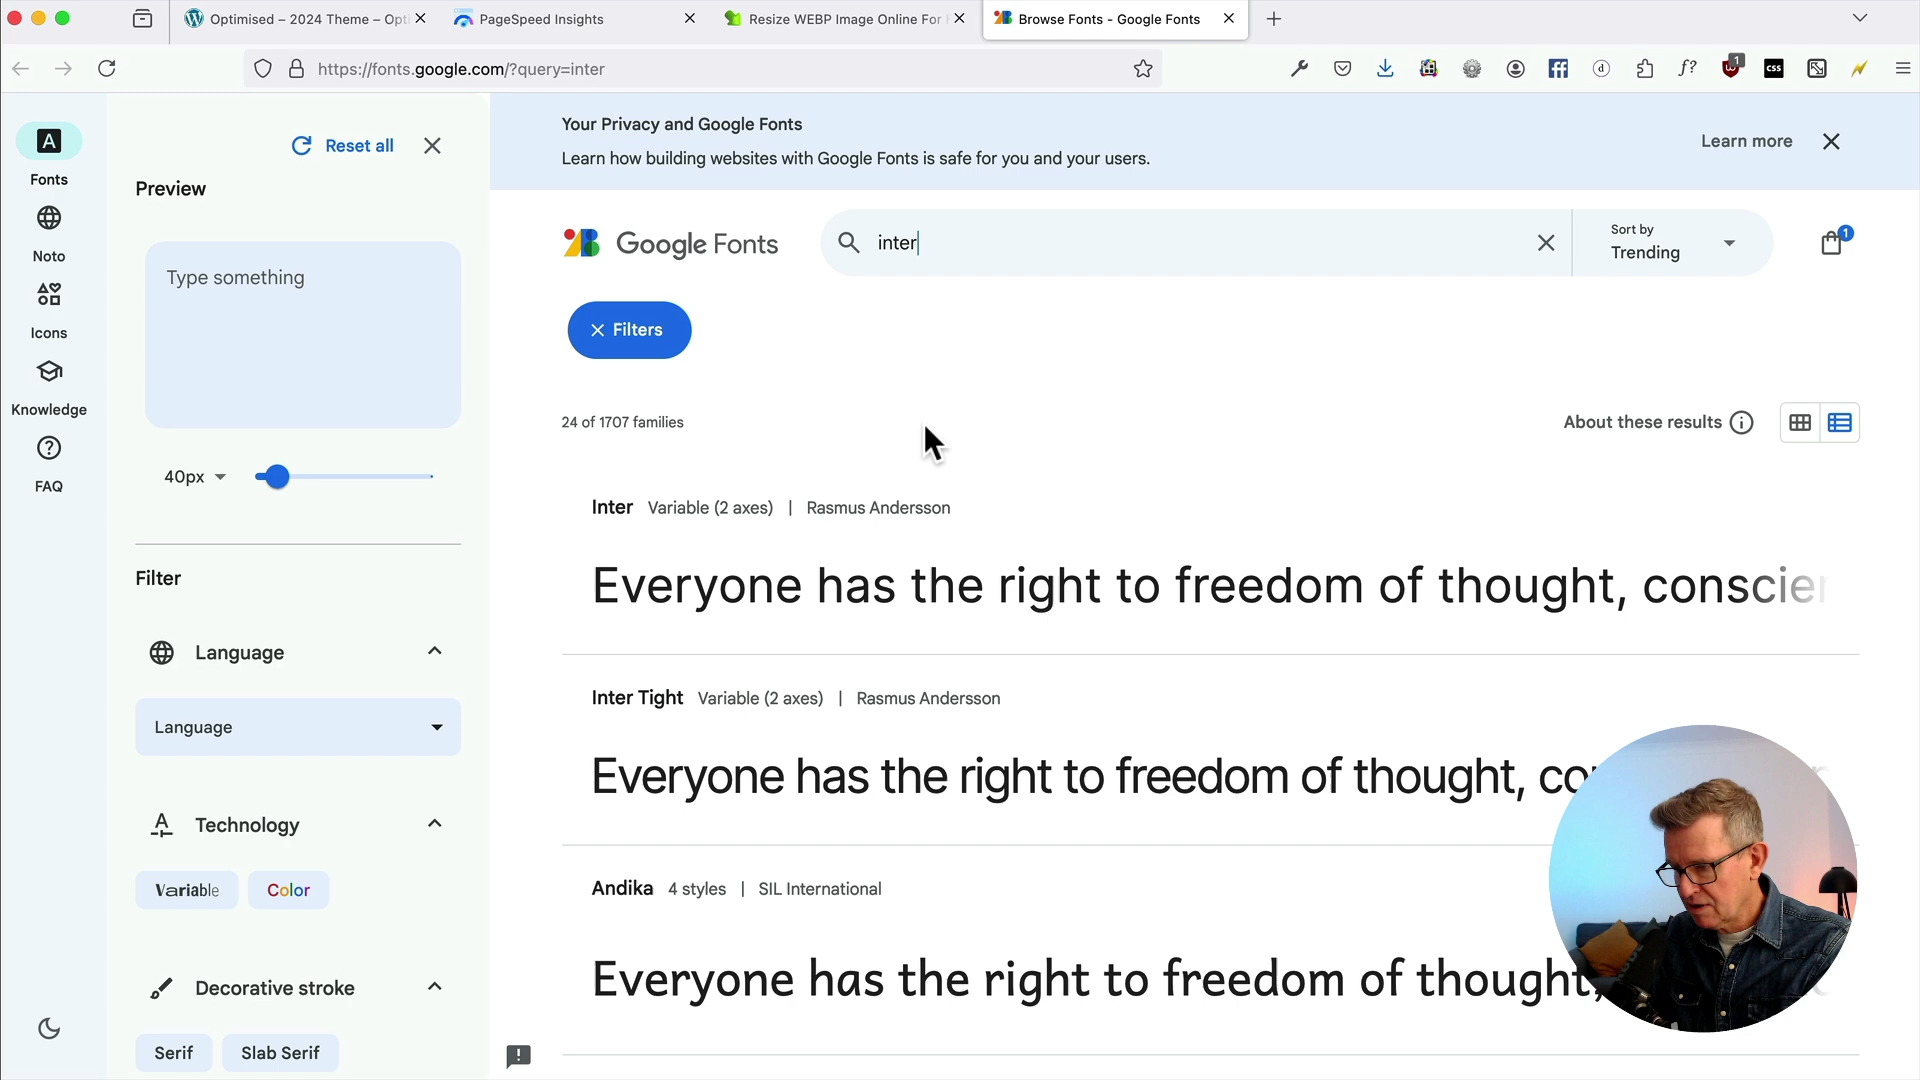 Optimised – 2024 Theme – Opti
PageSpeed Insights
Resize WEBP Image Online For F
Browse Fonts - Google Fonts
https://fonts.google.com/?query=inter
f?
1
css
A
Fonts
Noto
Icons
Knowledge
FAQ
Reset all
Preview
Type something
40px
Filter
Language
Language
Technology
Variable
Color
Decorative stroke
Serif
Slab Serif
Your Privacy and Google Fonts
Learn how building websites with Google Fonts is safe for you and your users.
Learn more
Google Fonts
inter
Sort by
Trending
1
Filters
24 of 1707 families
About these results
Inter Variable (2 axes) | Rasmus Andersson
Everyone has the right to freedom of thought, conscien
Inter Tight Variable (2 axes) | Rasmus Andersson
Everyone has the right to freedom of thought, co
Andika 4 styles | SIL International
Everyone has the right to freedom of thought,